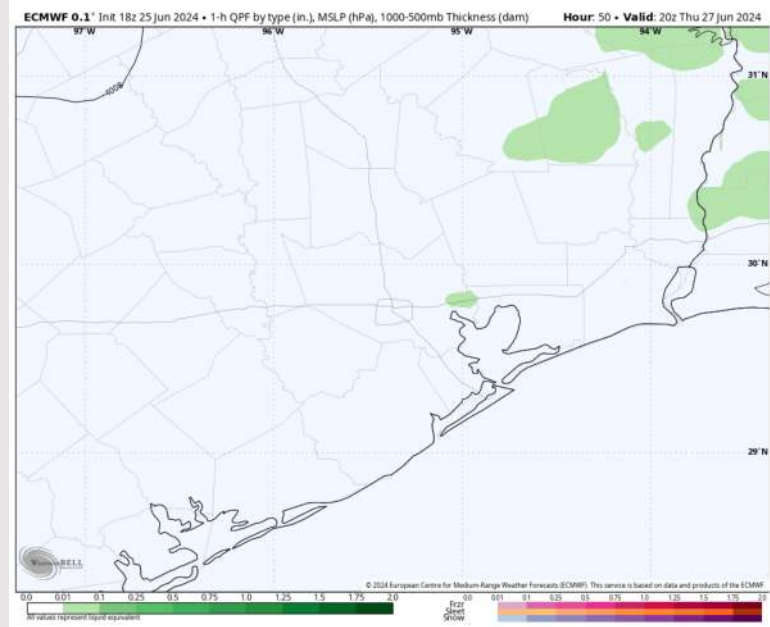 ECMWF 0.1° Init 18z 25 Jun 2024 • 1-h QPF by type (in.), MSLP (hPa), 1000-500mb Thickness (dam) Hour: 50 • Valid: 20z Thu 27 Jun 2024
97°W 96°W 95°W 94°W
31°N
1008
30°N
29°N
WEATHERBELL
© 2024 European Centre for Medium-Range Weather Forecasts (ECMWF). This service is based on data and products of the ECMWF.
0.0 0.01 0.1 0.25 0.5 0.75 1.0 1.25 1.5 1.75 2.0
All values represent liquid equivalent
0.0 0.01 0.1 0.25 0.50 0.75 1.0 1.25 1.5 1.75 2.0
Frzr
Sleet
Snow